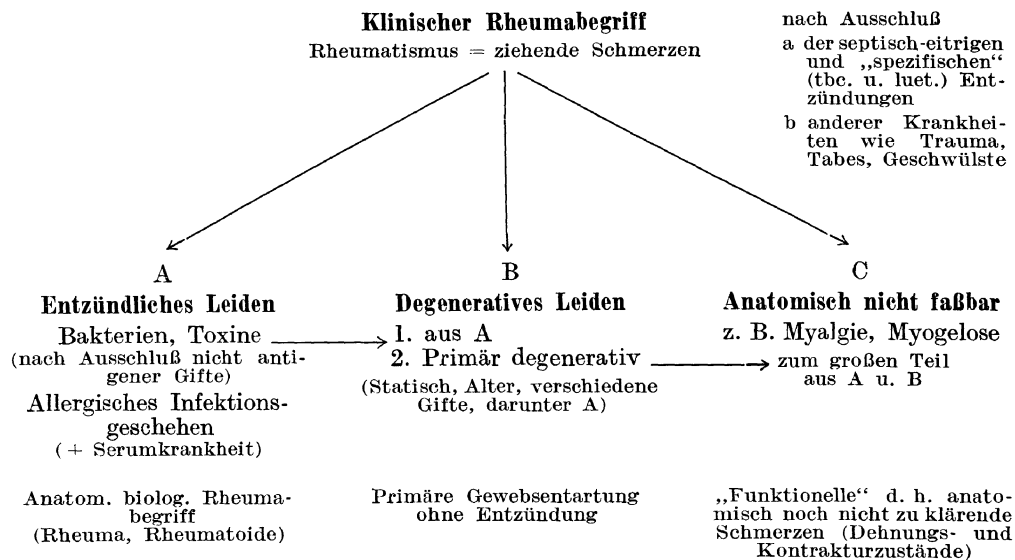 Klinischer Rheumabegriff
Rheumatismus = ziehende Schmerzen
nach Ausschluß
a der septisch-eitrigen
und „spezifischen“
(tbc. u. luet.) Ent-
zündungen
b anderer Krankhei-
ten wie Trauma,
Tabes, Geschwülste
A
Entzündliches Leiden
Bakterien, Toxine
(nach Ausschluß nicht anti-
gener Gifte)
Allergisches Infektions-
geschehen
(+ Serumkrankheit)
Anatom. biolog. Rheuma-
begriff
(Rheuma, Rheumatoide)
B
Degeneratives Leiden
1. aus A
2. Primär degenerativ
(Statisch, Alter, verschiedene
Gifte, darunter A)
Primäre Gewebsentartung
ohne Entzündung
C
Anatomisch nicht faßbar
z. B. Myalgie, Myogelose
zum großen Teil
aus A u. B
„Funktionelle“ d. h. anato-
misch noch nicht zu klärende
Schmerzen (Dehnungs- und
Kontrakturzustände)